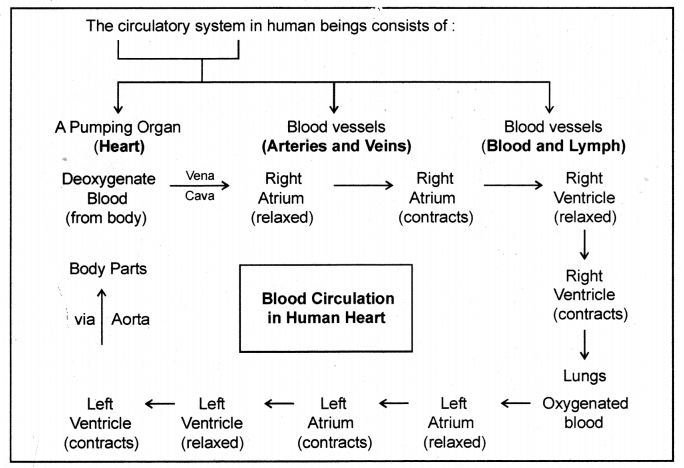 The circulatory system in human beings consists of :
A Pumping Organ
(Heart)
Blood vessels
(Arteries and Veins)
Blood vessels
(Blood and Lymph)
Deoxygenate
Blood
(from body)
Vena
Cava
Right
Atrium
(relaxed)
Right
Atrium
(contracts)
Right
Ventricle
(relaxed)
Right
Ventricle
(contracts)
Lungs
Oxygenated
blood
Left
Atrium
(relaxed)
Left
Atrium
(contracts)
Left
Ventricle
(relaxed)
Left
Ventricle
(contracts)
via Aorta
Body Parts
Blood Circulation
in Human Heart